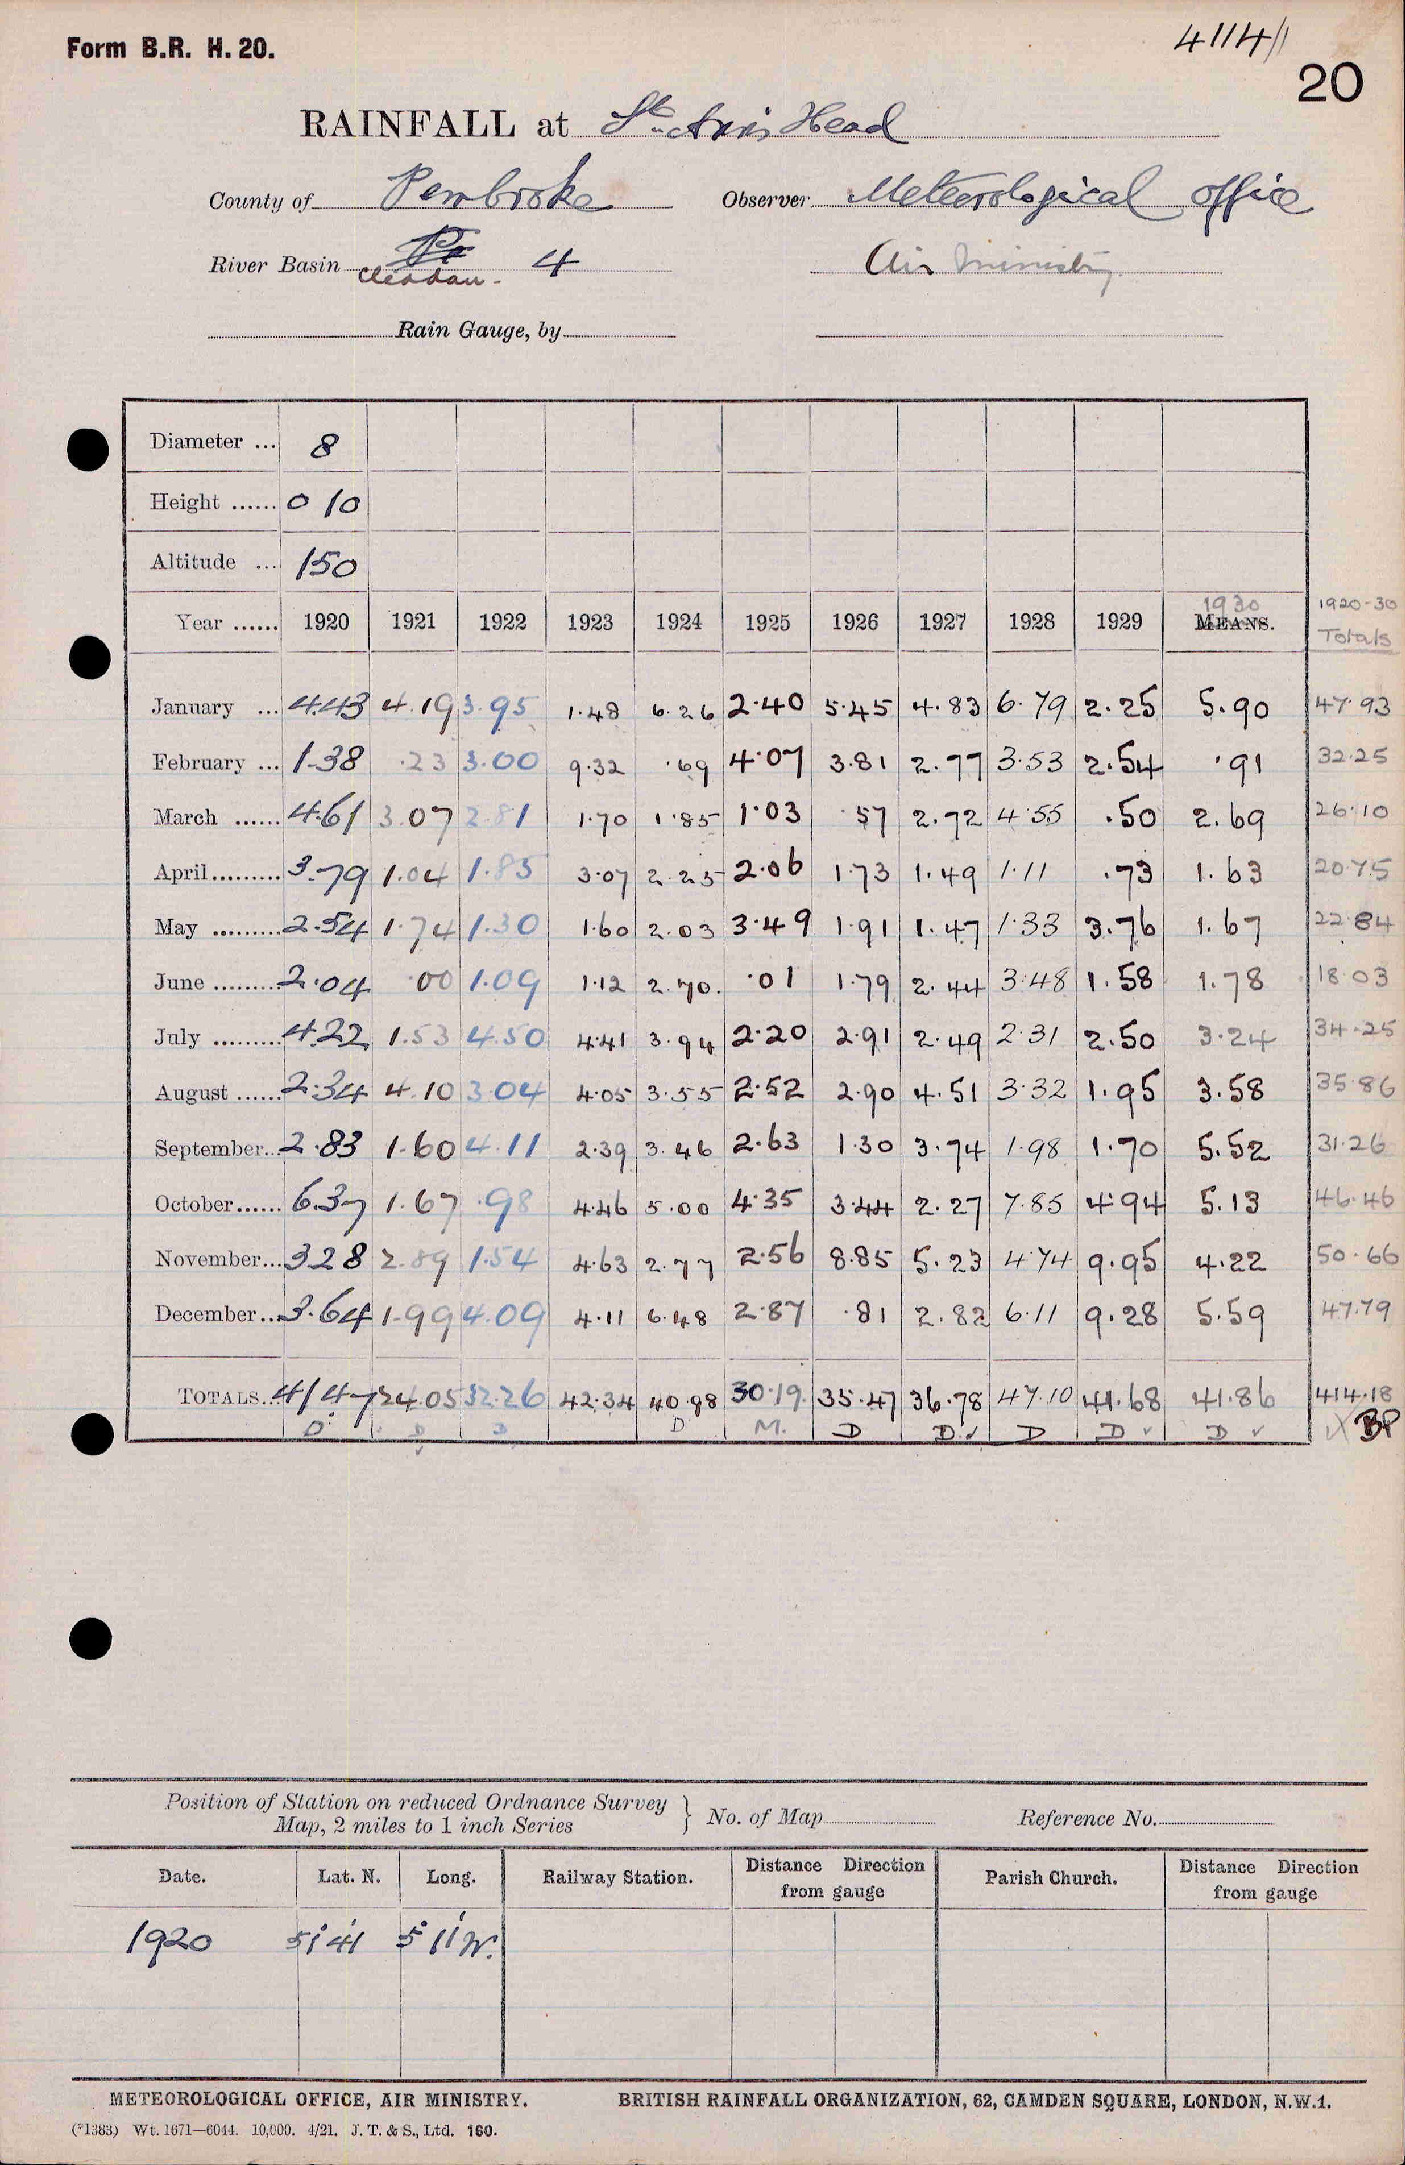 Form B.R. H. 20.
4114/1
20
RAINFALL at St. Ann's Head
County of Pembroke Observer Meteorological office
River Basin Cleddau. 4 Air Ministry
Rain Gauge, by
Diameter ... 8
Height ...... 0 10
Altitude ... 150
Year ...... 1920 1921 1922 1923 1924 1925 1926 1927 1928 1929 1930 MEANS. 1920-30 Totals
January ... 4.43 4.19 3.95 1.48 6.26 2.40 5.45 4.83 6.79 2.25 5.90 47.93
February ... 1.38 .23 3.00 9.32 .69 4.07 3.81 2.77 3.53 2.54 .91 32.25
March ...... 4.61 3.07 2.81 1.70 1.85 1.03 .57 2.72 4.55 .50 2.69 26.10
April......... 3.79 1.04 1.85 3.07 2.25 2.06 1.73 1.49 1.11 .73 1.63 20.75
May ......... 2.54 1.74 1.30 1.60 2.03 3.49 1.91 1.47 1.33 3.76 1.67 22.84
June ......... 2.04 .00 1.09 1.12 2.70 .01 1.79 2.44 3.48 1.58 1.78 18.03
July ......... 4.22 1.53 4.50 4.41 3.94 2.20 2.91 2.49 2.31 2.50 3.24 34.25
August ...... 2.34 4.10 3.04 4.05 3.55 2.52 2.90 4.51 3.32 1.95 3.58 35.86
September... 2.83 1.60 4.11 2.39 3.46 2.63 1.30 3.74 1.98 1.70 5.52 31.26
October...... 6.37 1.67 .98 4.46 5.00 4.35 3.44 2.27 7.85 4.94 5.13 46.46
November... 3.28 2.89 1.54 4.63 2.77 2.56 8.85 5.23 4.74 9.95 4.22 50.66
December... 3.64 1.99 4.09 4.11 6.48 2.87 .81 2.82 6.11 9.28 5.59 47.79
TOTALS... 41.47 24.05 32.26 42.34 40.98 30.19 35.47 36.78 47.10 41.68 41.86 414.18
D D D D M. D D✓ D D ✓ D ✓ BP
Position of Station on reduced Ordnance Survey
Map, 2 miles to 1 inch Series } No. of Map Reference No.
Date. Lat. N. Long. Railway Station. Distance Direction from gauge Parish Church. Distance Direction from gauge
1920 51° 41' 5° 11' W.
METEOROLOGICAL OFFICE, AIR MINISTRY. BRITISH RAINFALL ORGANIZATION, 62, CAMDEN SQUARE, LONDON, N.W.1.
(*1383) Wt. 1671—6044. 10,000. 4/21. J. T. & S., Ltd. 160.